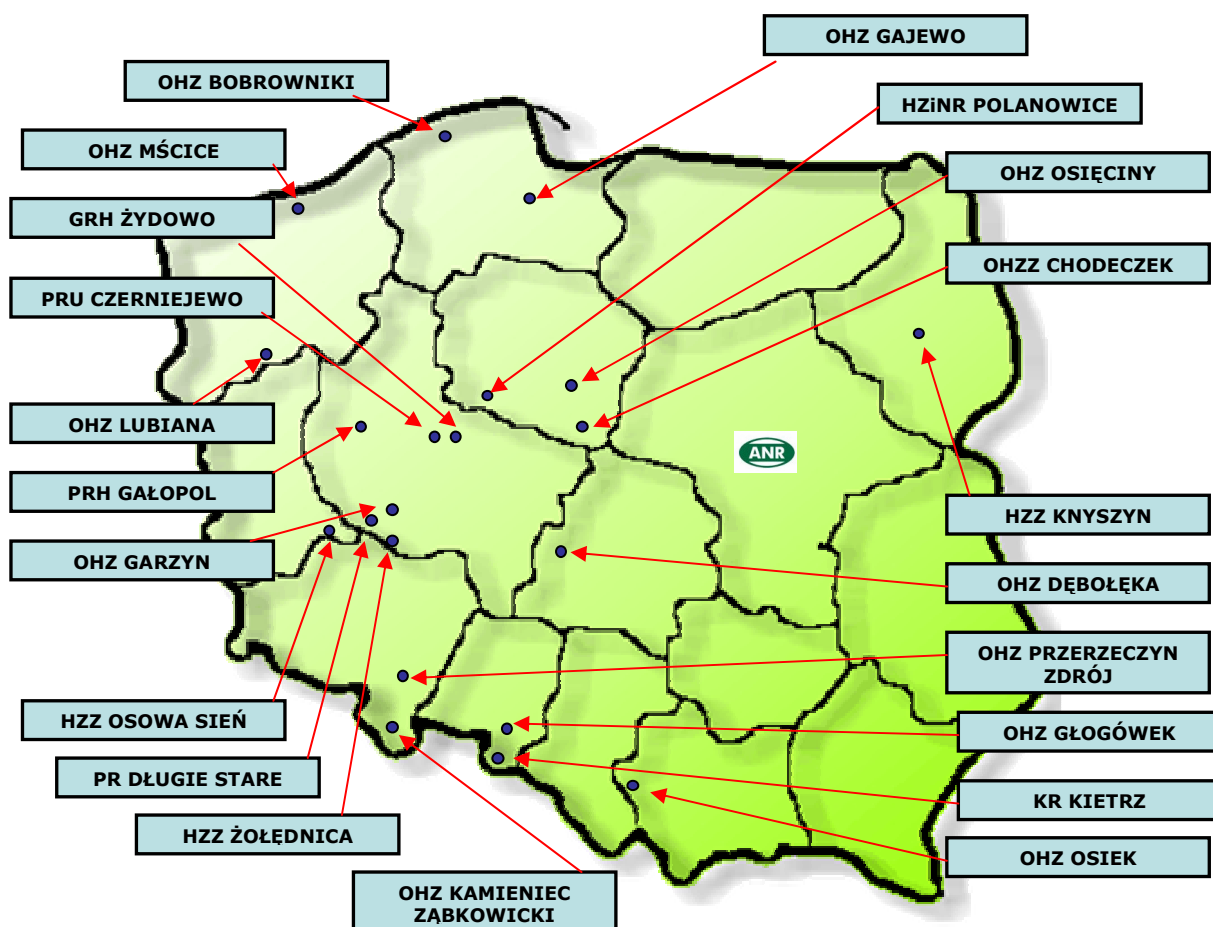 OHZ GAJEWO
OHZ BOBROWNIKI
HZiNR POLANOWICE
OHZ MŚCICE
OHZ OSIĘCINY
GRH ŻYDOWO
OHZZ CHODECZEK
PRU CZERNIEJEWO
OHZ LUBIANA
ANR
PRH GAŁOPOL
HZZ KNYSZYN
OHZ GARZYN
OHZ DĘBOŁĘKA
OHZ PRZERZECZYN
ZDRÓJ
HZZ OSOWA SIEŃ
OHZ GŁOGÓWEK
PR DŁUGIE STARE
KR KIETRZ
HZZ ŻOŁĘDNICA
OHZ OSIEK
OHZ KAMIENIEC
ZĄBKOWICKI